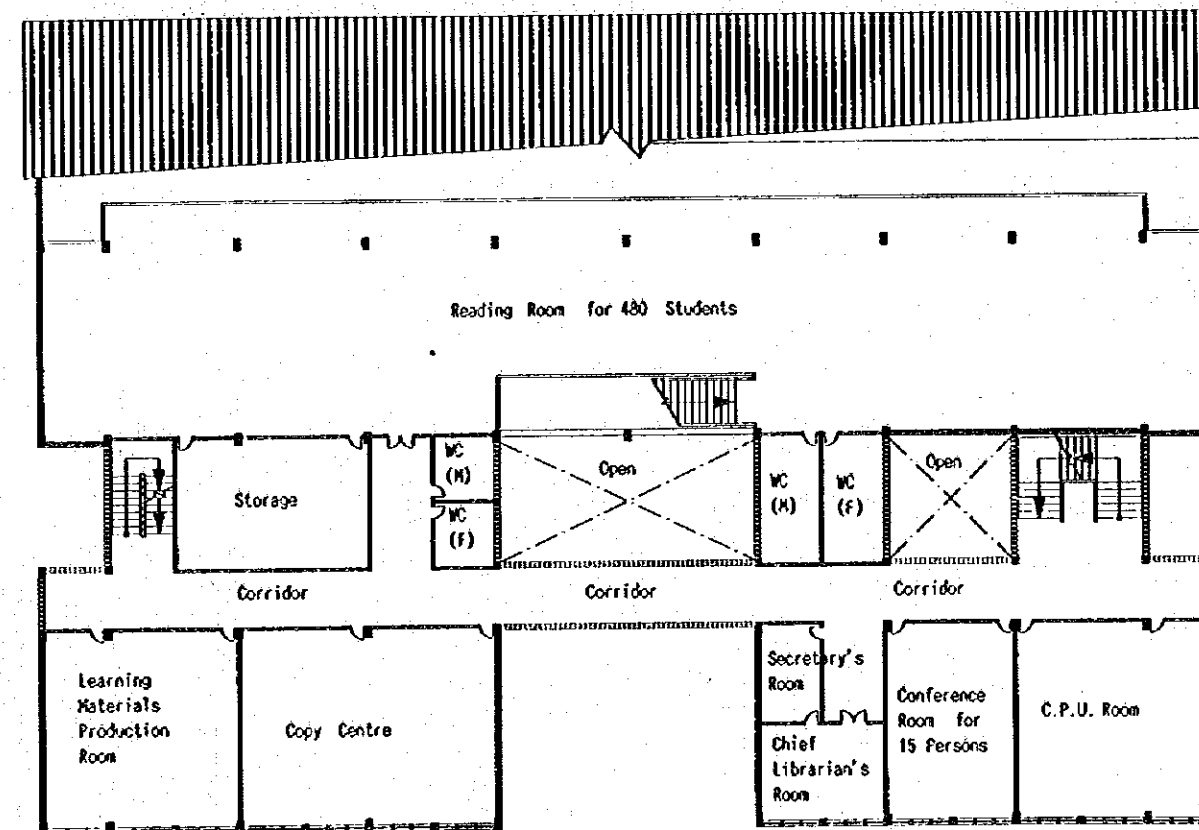 Reading Room for 480 Students
WC
(M)
WC
(F)
Storage
Open
WC
(M)
WC
(F)
Open
Corridor
Corridor
Corridor
Learning
Materials
Production
Room
Copy Centre
Secretary's
Room
Chief
Librarian's
Room
Conference
Room for
15 Persons
C.P.U. Room